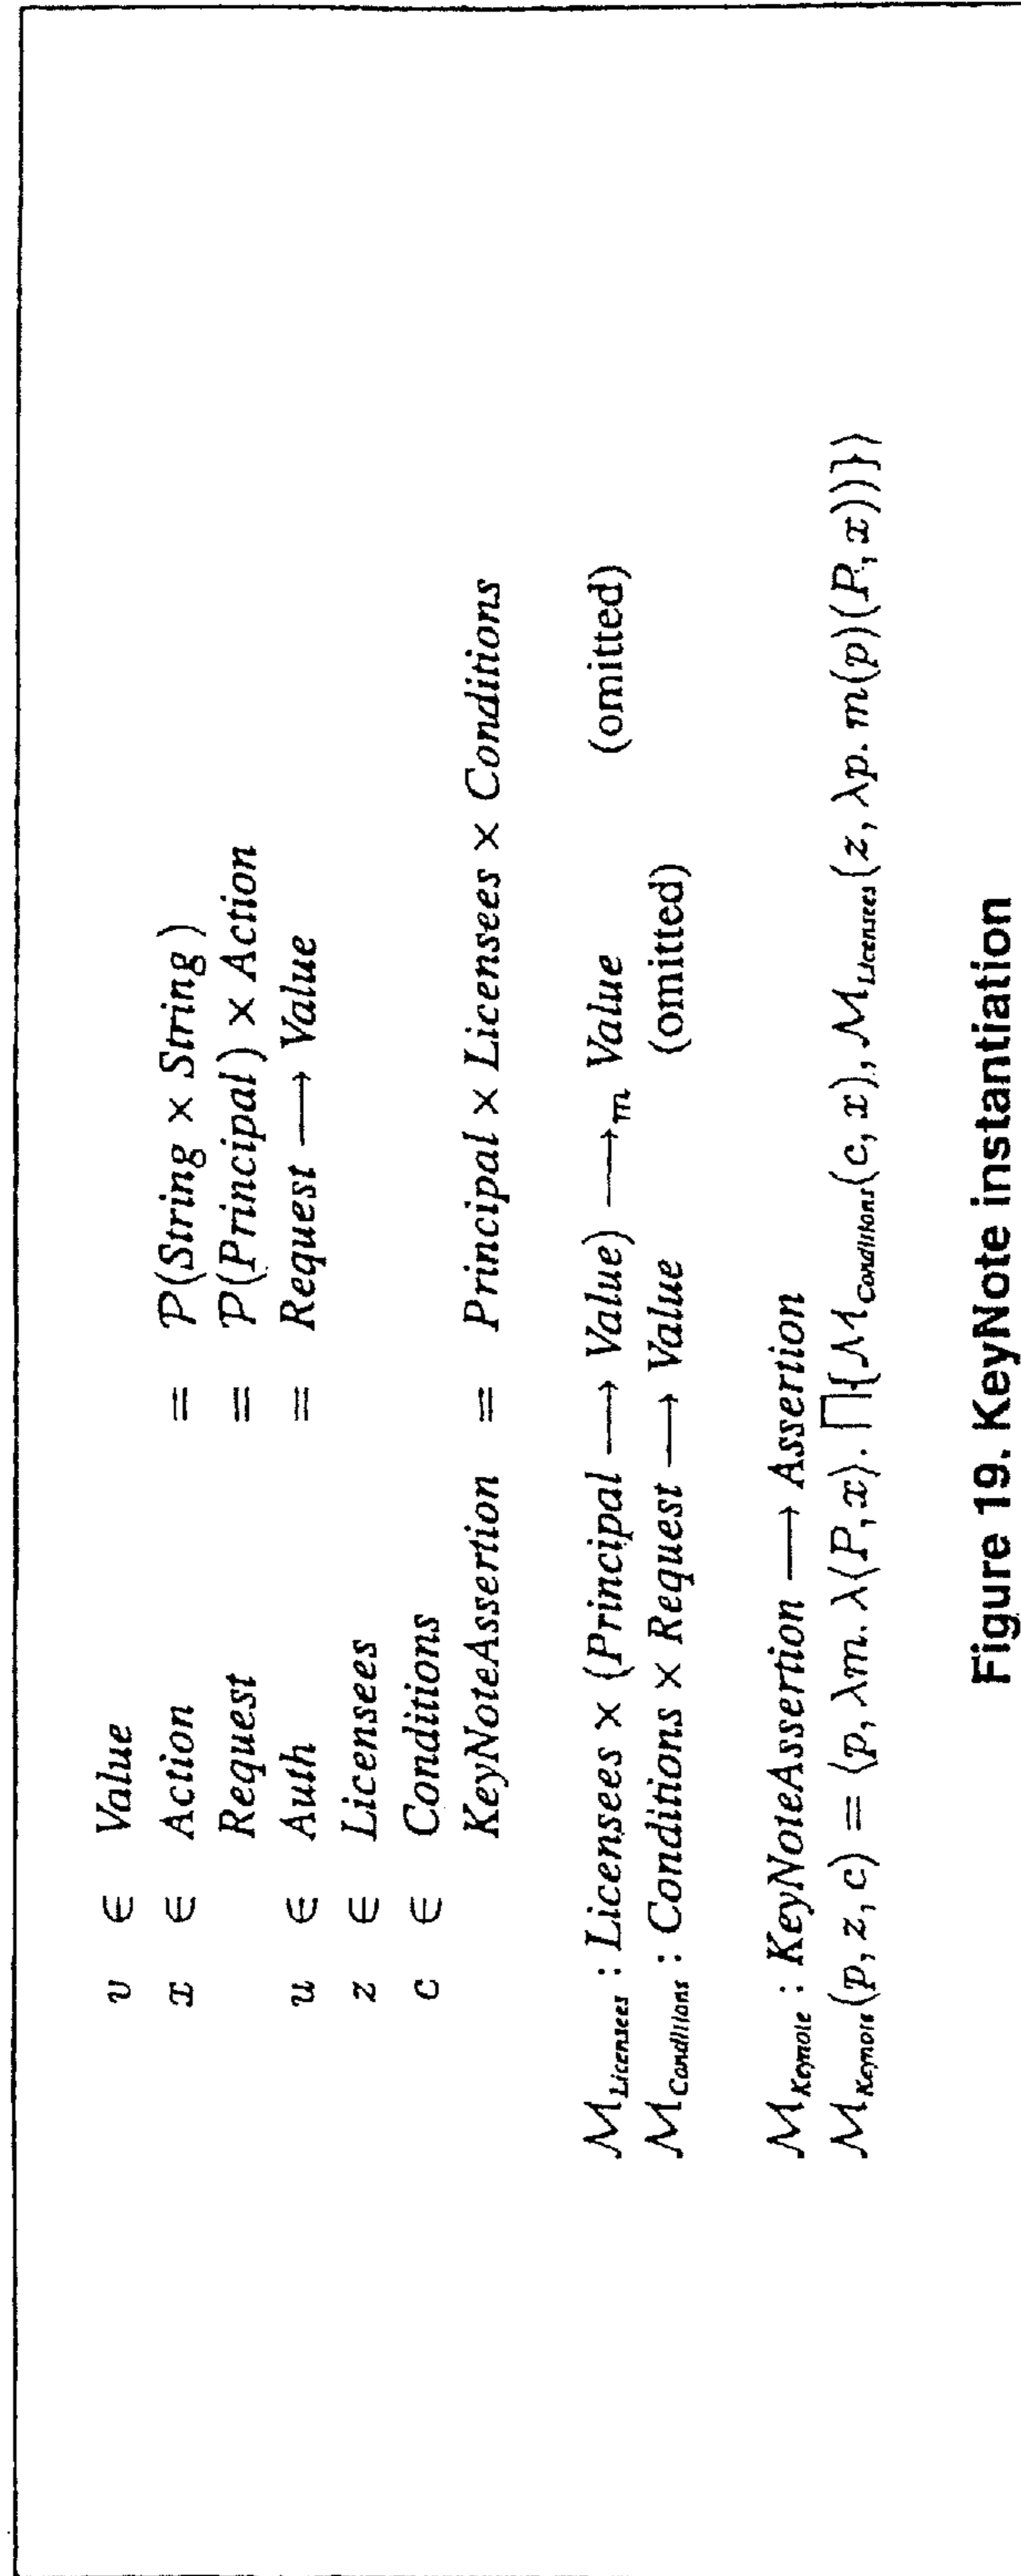 v ∈ Value
x ∈ Action = P(String × String)
Request = P(Principal) × Action
u ∈ Auth = Request ⟶ Value
z ∈ Licensees
c ∈ Conditions
KeyNoteAssertion = Principal × Licensees × Conditions
M_Licensees : Licensees × (Principal ⟶ Value) ⟶_m Value (omitted)
M_Conditions : Conditions × Request ⟶ Value (omitted)
M_Keynote : KeyNoteAssertion ⟶ Assertion
M_Keynote(p, z, c) = ⟨p, λm. λ⟨P, x⟩. ∏{M_Conditions(c, x), M_Licensees(z, λp. m(p)(P, x))}⟩
Figure 19. KeyNote instantiation